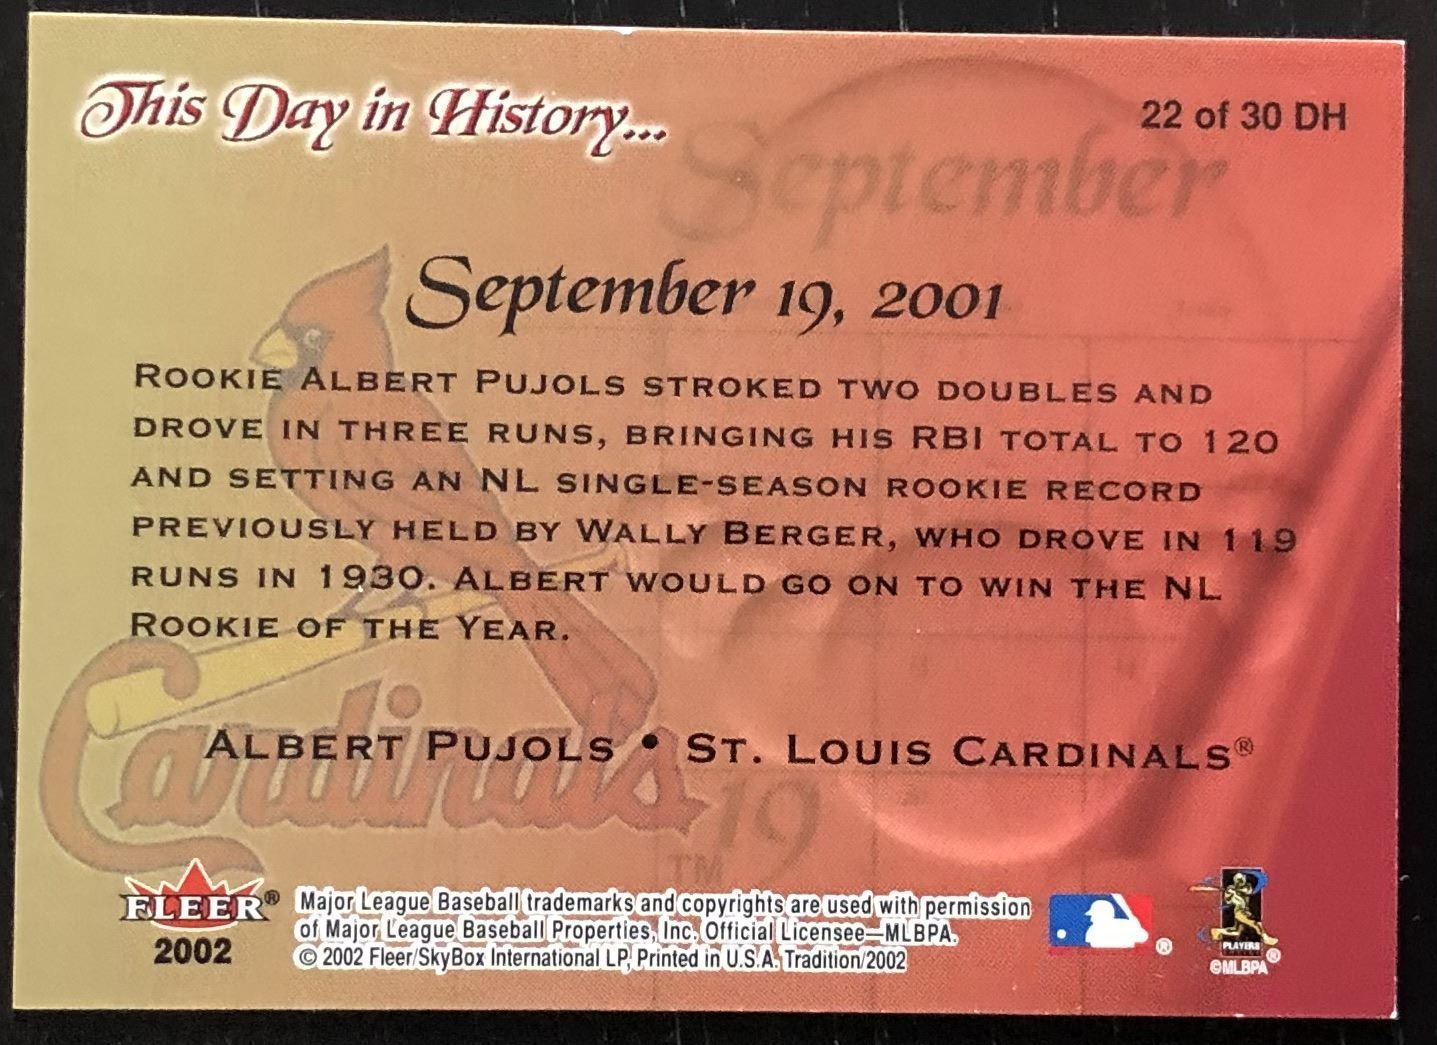 This Day in History...
22 of 30 DH
September
September 19, 2001
ROOKIE ALBERT PUJOLS STROKED TWO DOUBLES AND
DROVE IN THREE RUNS, BRINGING HIS RBI TOTAL TO 120
AND SETTING AN NL SINGLE-SEASON ROOKIE RECORD
PREVIOUSLY HELD BY WALLY BERGER, WHO DROVE IN 119
RUNS IN 1930. ALBERT WOULD GO ON TO WIN THE NL
ROOKIE OF THE YEAR.
ALBERT PUJOLS • ST. LOUIS CARDINALS®
Cardinals
19
TM
FLEER®
2002
Major League Baseball trademarks and copyrights are used with permission
of Major League Baseball Properties, Inc. Official Licensee—MLBPA.
© 2002 Fleer/SkyBox International LP, Printed in U.S.A. Tradition/2002
®
PLAYERS
®
©MLBPA